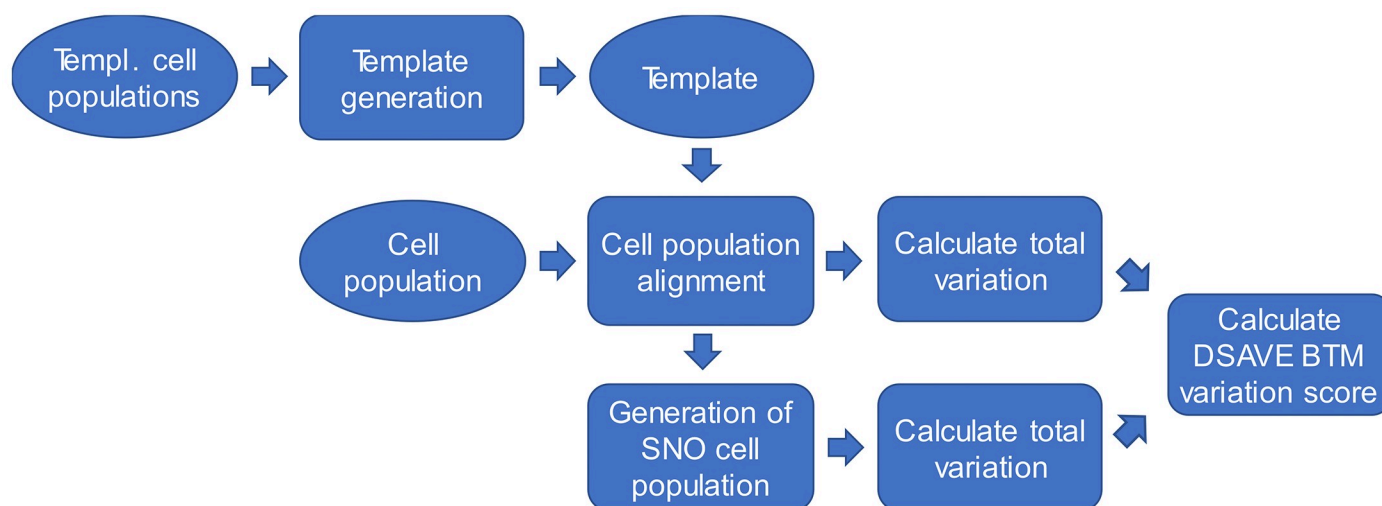 Templ. cell
populations
Template
generation
Template
Cell
population
Cell population
alignment
Calculate total
variation
Calculate
DSAVE BTM
variation score
Generation of
SNO cell
population
Calculate total
variation